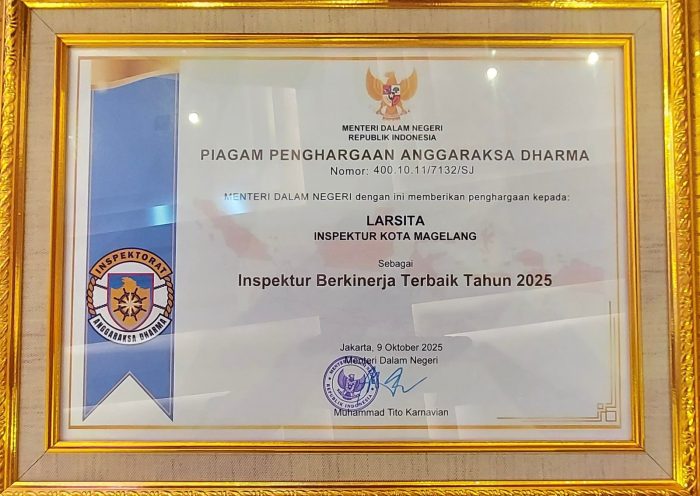 MENTERI DALAM NEGERI
REPUBLIK INDONESIA
PIAGAM PENGHARGAAN ANGGARAKSA DHARMA
Nomor: 400.10.11/7132/SJ
MENTERI DALAM NEGERI dengan ini memberikan penghargaan kepada:
LARSITA
INSPEKTUR KOTA MAGELANG
Sebagai
Inspektur Berkinerja Terbaik Tahun 2025
INSPEKTORAT
ANGGARAKSA DHARMA
Jakarta, 9 Oktober 2025
Menteri Dalam Negeri
REPUBLIK INDONESIA
Muhammad Tito Karnavian